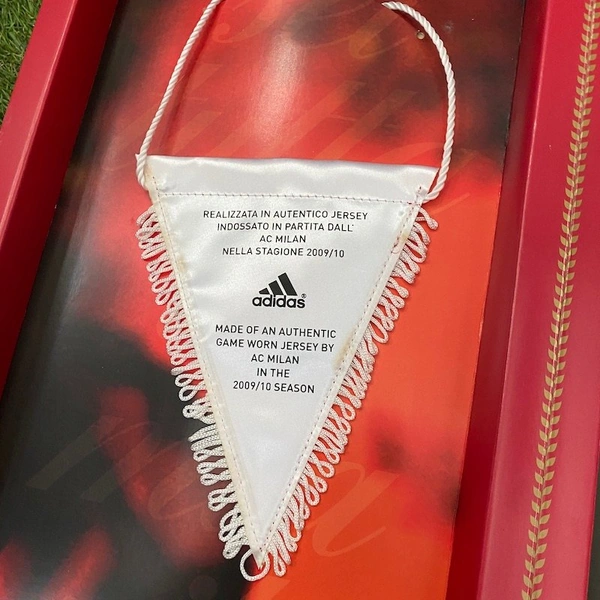 REALIZZATA IN AUTENTICO JERSEY
INDOSSATO IN PARTITA DALL'
AC MILAN
NELLA STAGIONE 2009/10
adidas®
MADE OF AN AUTHENTIC
GAME WORN JERSEY BY
AC MILAN
IN THE
2009/10 SEASON